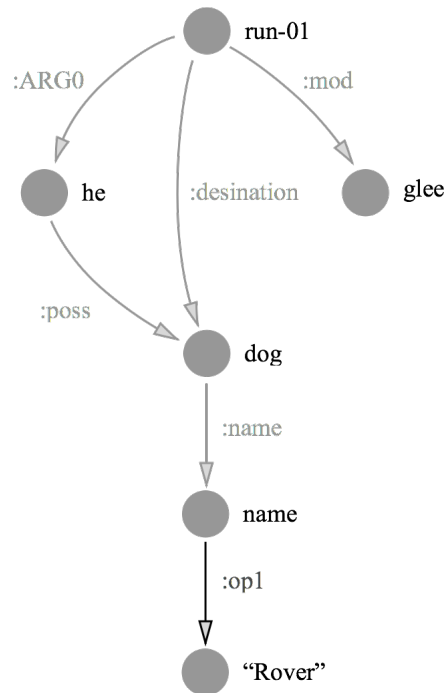 run-01
:ARG0
:mod
he
:desination
glee
:poss
dog
:name
name
:op1
“Rover”